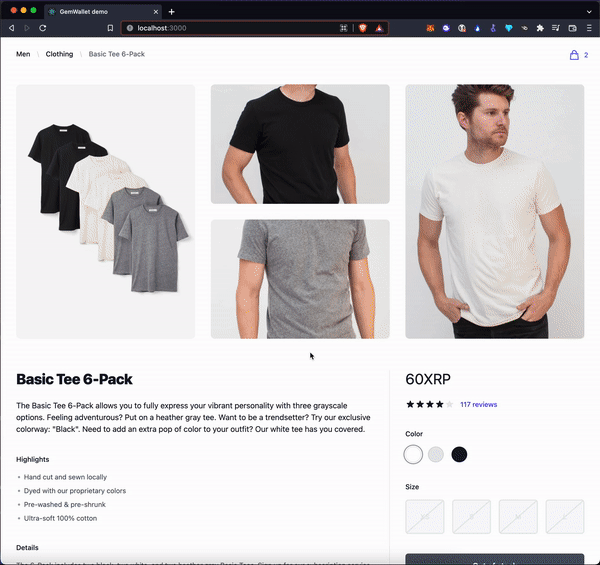 GemWallet demo
localhost:3000
Men \ Clothing \ Basic Tee 6-Pack
2
Basic Tee 6-Pack
60XRP
The Basic Tee 6-Pack allows you to fully express your vibrant personality with three grayscale
options. Feeling adventurous? Put on a heather gray tee. Want to be a trendsetter? Try our exclusive
colorway: "Black". Need to add an extra pop of color to your outfit? Our white tee has you covered.
117 reviews
Color
Highlights
Hand cut and sewn locally
Dyed with our proprietary colors
Pre-washed & pre-shrunk
Ultra-soft 100% cotton
Size
XS
S
M
L
Details